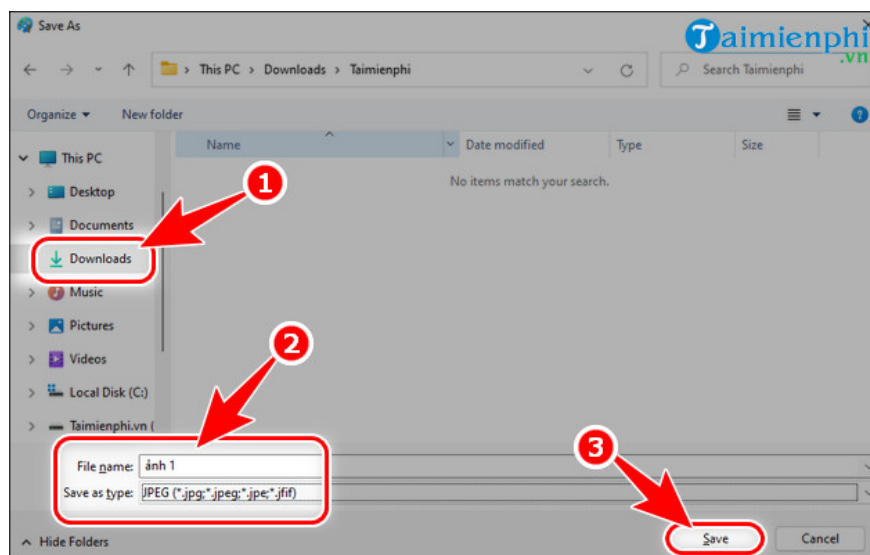 Save As
Taimienphi
.vn
This PC > Downloads > Taimienphi
Search Taimienphi
Organize
New folder
Name
Date modified
Type
Size
No items match your search.
This PC
1
Desktop
Documents
Downloads
Music
Pictures
2
Videos
Local Disk (C:)
Taimienphi.vn (
3
File name: ảnh 1
Save as type: JPEG (*.jpg;*.jpeg;*.jpe;*.jfif)
Hide Folders
Save
Cancel